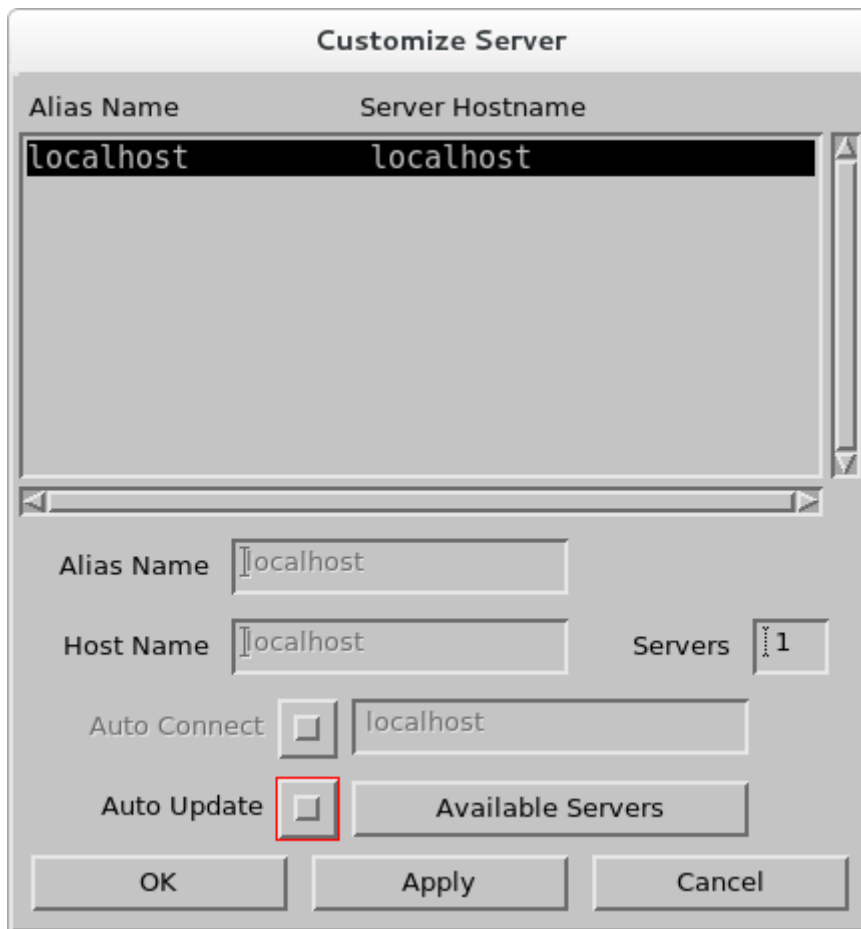 Customize Server
Alias Name Server Hostname
localhost localhost
Alias Name localhost
Host Name localhost Servers 1
Auto Connect localhost
Auto Update Available Servers
OK Apply Cancel